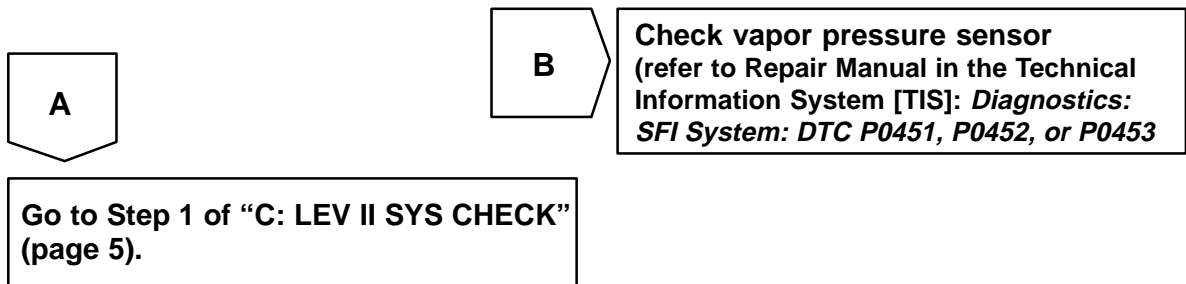 A
B
Check vapor pressure sensor
(refer to Repair Manual in the Technical
Information System [TIS]: Diagnostics:
SFI System: DTC P0451, P0452, or P0453
Go to Step 1 of “C: LEV II SYS CHECK”
(page 5).